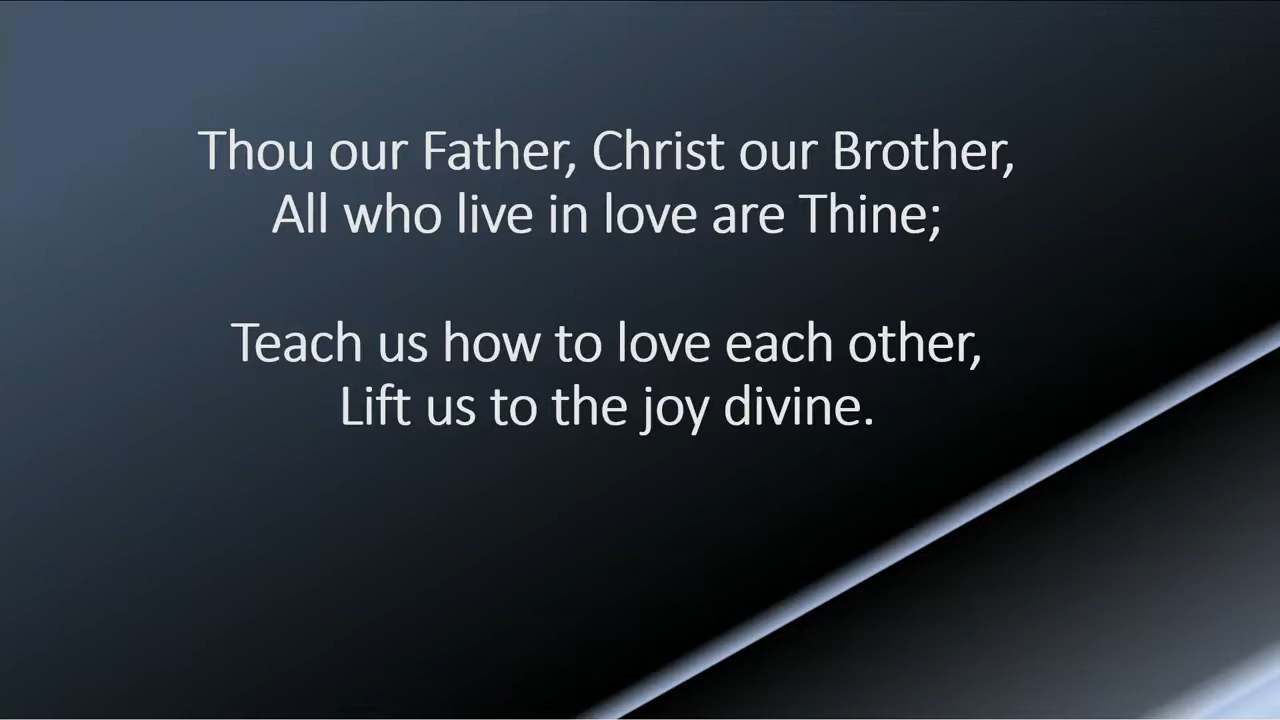 Thou our Father, Christ our Brother,
All who live in love are Thine;
Teach us how to love each other,
Lift us to the joy divine.